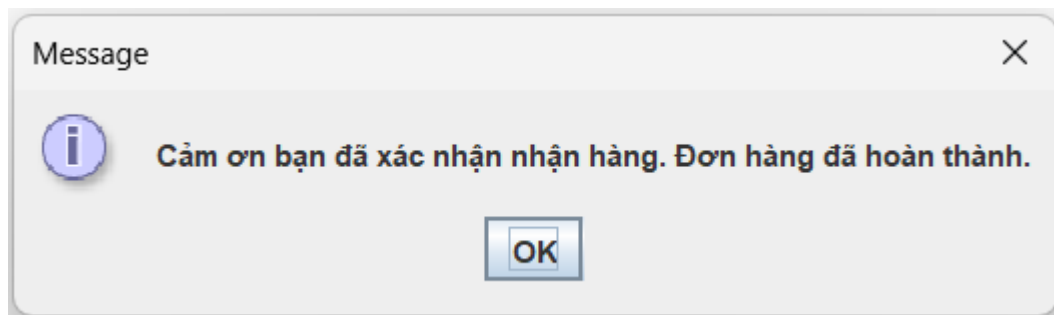 Message
Cảm ơn bạn đã xác nhận nhận hàng. Đơn hàng đã hoàn thành.
OK